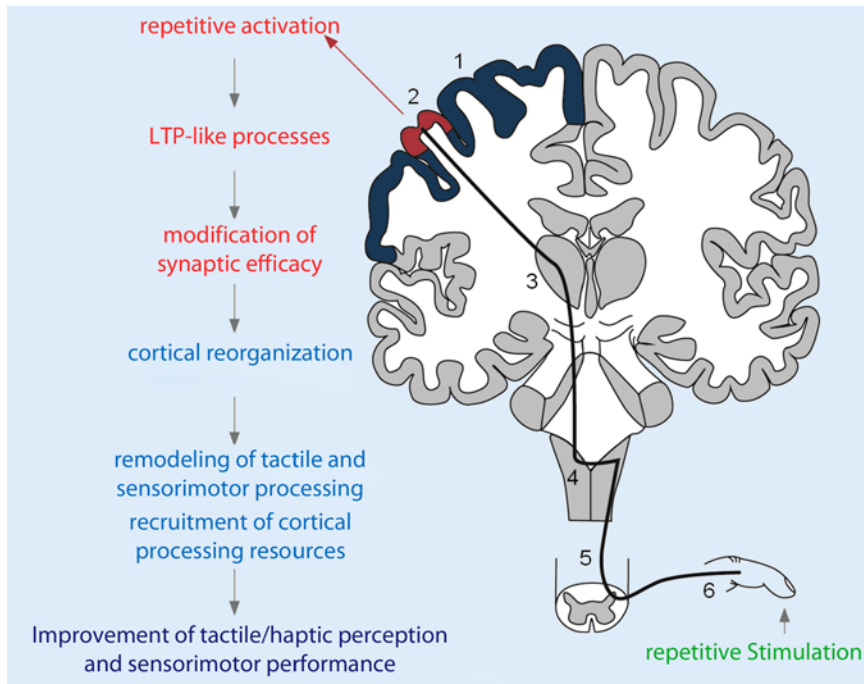 repetitive activation
LTP-like processes
modification of
synaptic efficacy
cortical reorganization
remodeling of tactile and
sensorimotor processing
recruitment of cortical
processing resources
Improvement of tactile/haptic perception
and sensorimotor performance
1
2
3
4
5
6
repetitive Stimulation